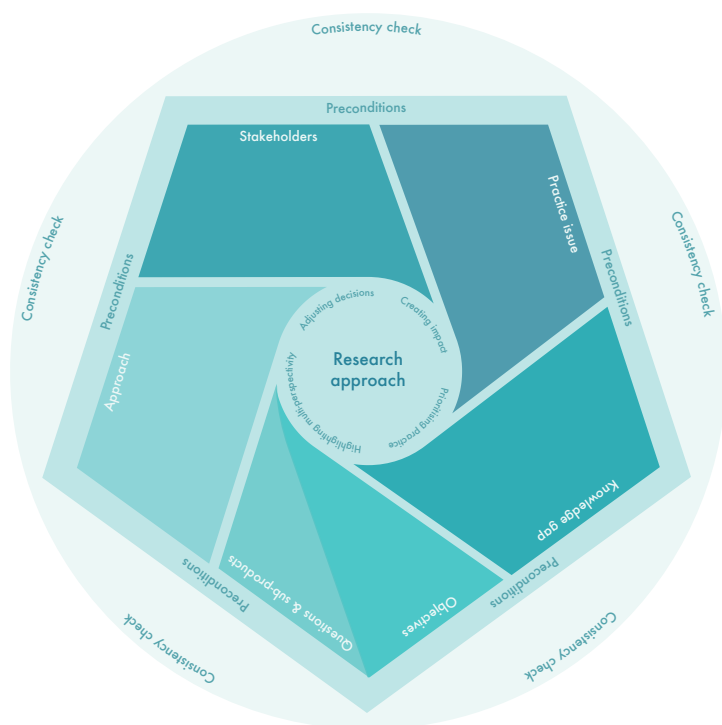 Consistency check
Preconditions
Stakeholders
Practice issue
Consistency check
Consistency check
Preconditions
Preconditions
Adjusting decisions
Creating impact
Research
approach
Approach
Highlighting multi-perspectivity
Prioritising practice
Knowledge gap
Preconditions
Preconditions
Questions & sub-products
Objectives
Consistency check
Consistency check